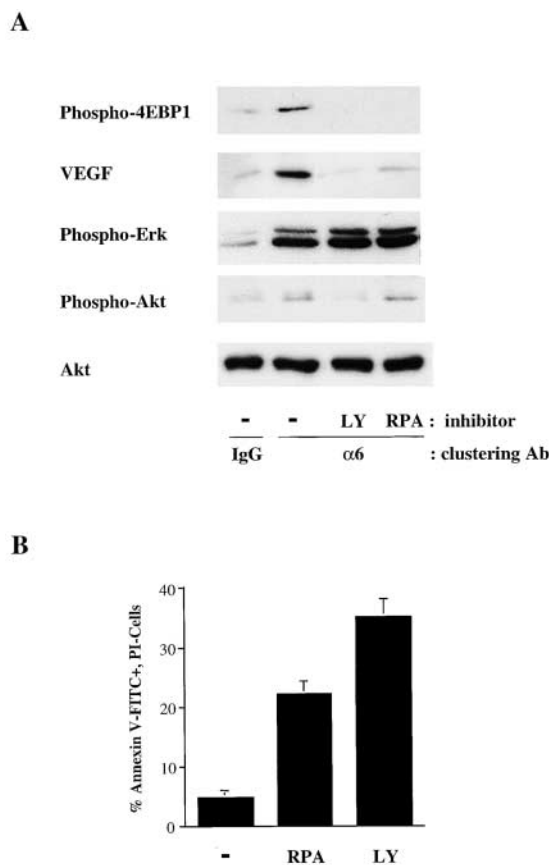 A
Phospho-4EBP1
VEGF
Phospho-Erk
Phospho-Akt
Akt
- - LY RPA : inhibitor
IgG α6 : clustering Ab
B
% Annexin V-FITC+, PI-Cells
40
30
20
10
0
- RPA LY